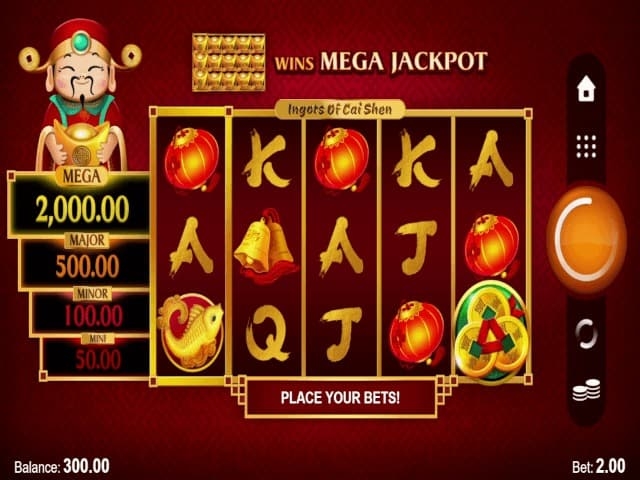 WINS MEGA JACKPOT
Ingots Of Cai Shen
MEGA
2,000.00
MAJOR
500.00
MINOR
100.00
MINI
50.00
K K A
A A J
Q J
PLACE YOUR BETS!
Balance: 300.00
Bet: 2.00